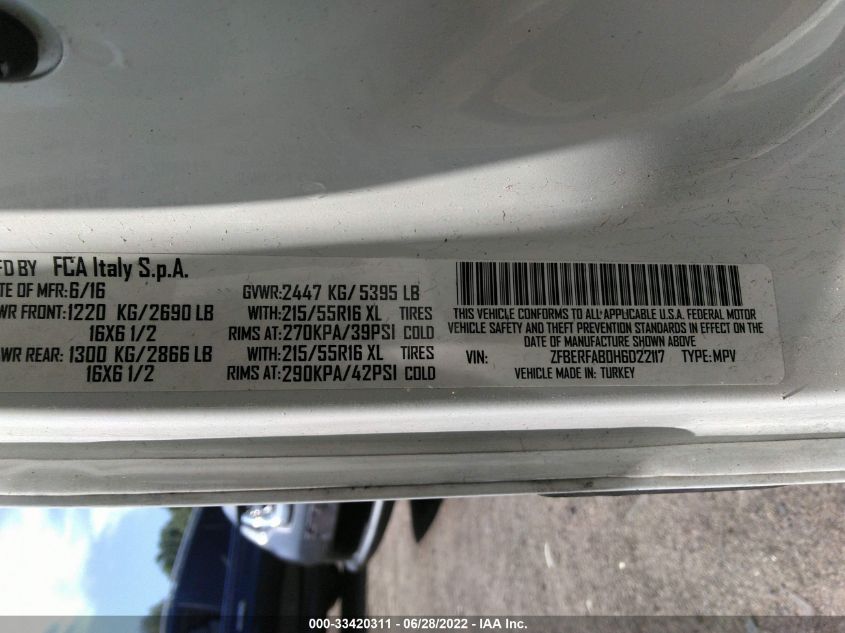 FD BY FCA Italy S.p.A.
TE OF MFR: 6/16 GVWR: 2447 KG/ 5395 LB
WR FRONT: 1220 KG/2690 LB WITH: 215/55R16 XL TIRES
16X6 1/2 RIMS AT: 270KPA/39PSI COLD
WR REAR: 1300 KG/2866 LB WITH: 215/55R16 XL TIRES
16X6 1/2 RIMS AT: 290KPA/42PSI COLD
THIS VEHICLE CONFORMS TO ALL APPLICABLE U.S.A. FEDERAL MOTOR
VEHICLE SAFETY AND THEFT PREVENTION STANDARDS IN EFFECT ON THE
DATE OF MANUFACTURE SHOWN ABOVE
VIN: ZFBERFAB0H6D22117 TYPE: MPV
VEHICLE MADE IN: TURKEY
000-33420311 - 06/28/2022 - IAA Inc.